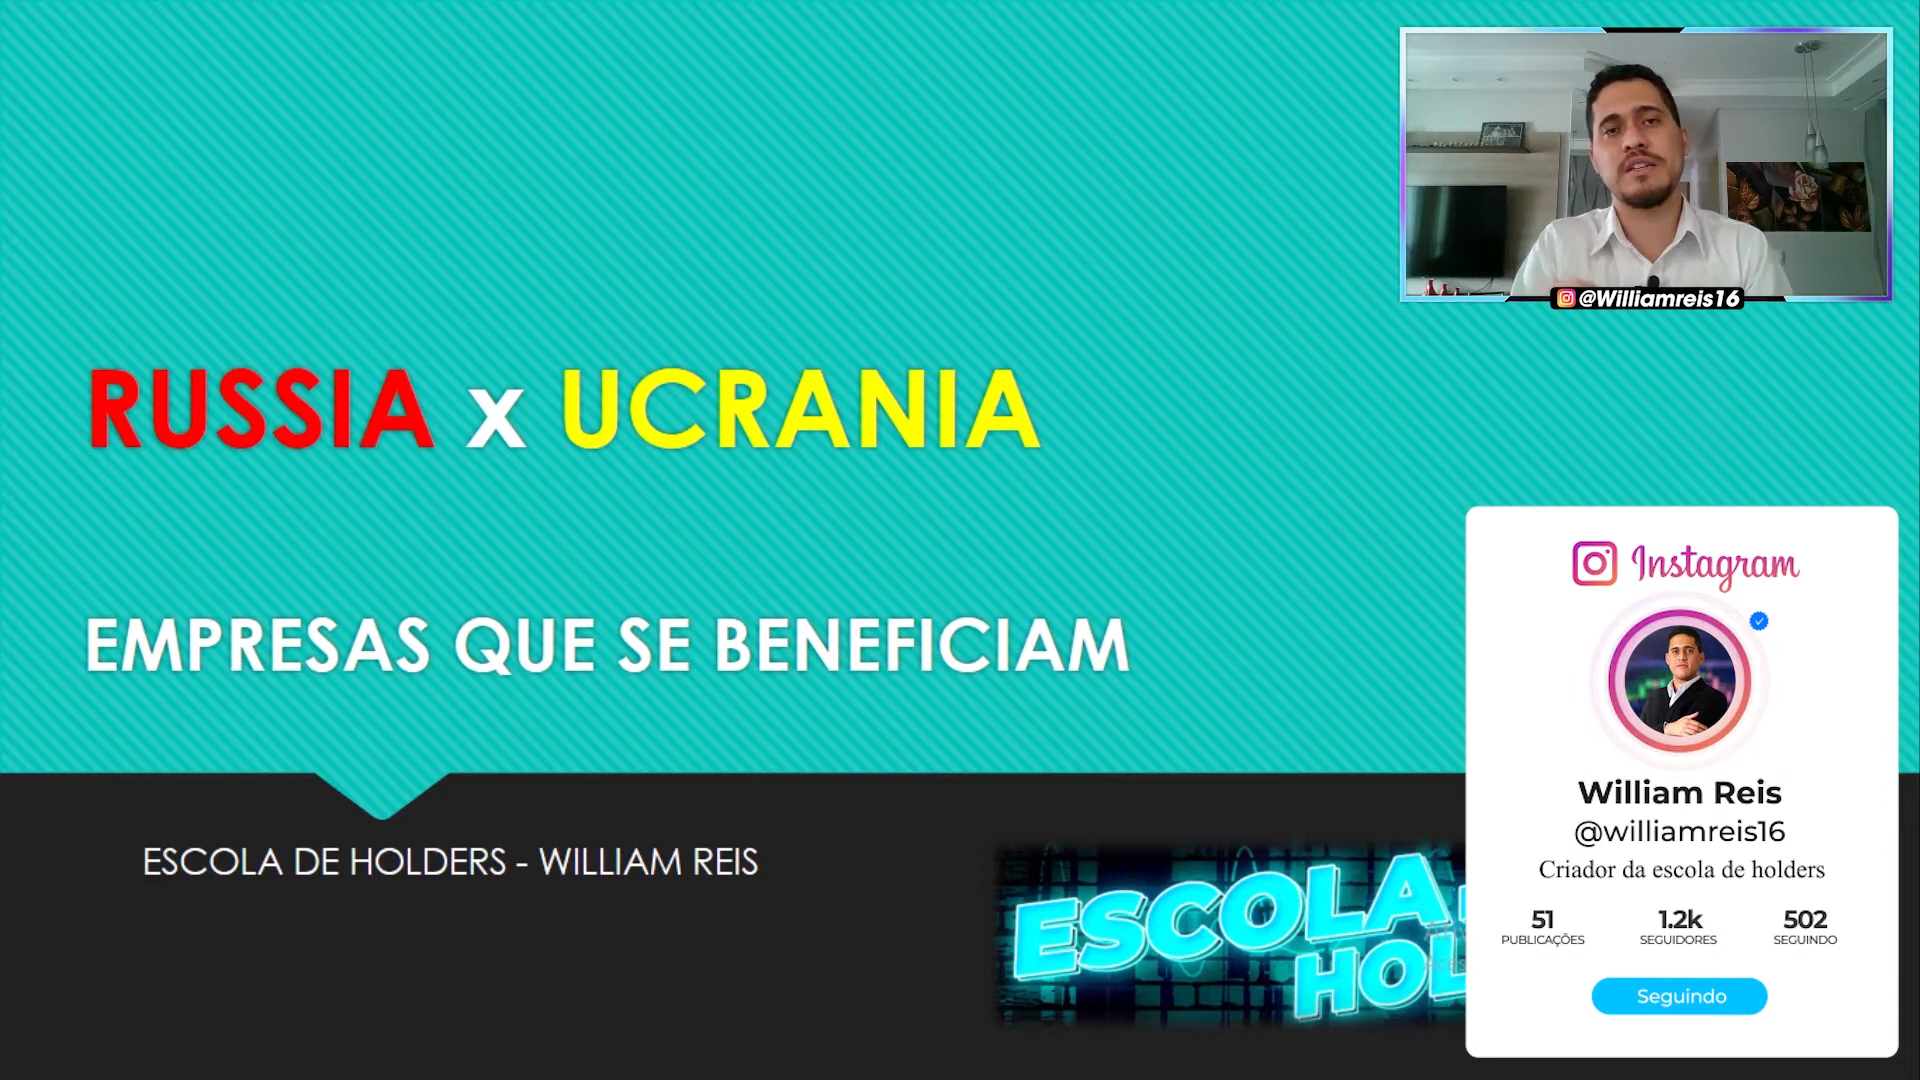 @Williamreis16
RUSSIA x UCRANIA
EMPRESAS QUE SE BENEFICIAM
ESCOLA DE HOLDERS - WILLIAM REIS
ESCOLA
Instagram
William Reis
@williamreis16
Criador da escola de holders
51 1.2k 502
PUBLICAÇÕES SEGUIDORES SEGUINDO
Seguindo